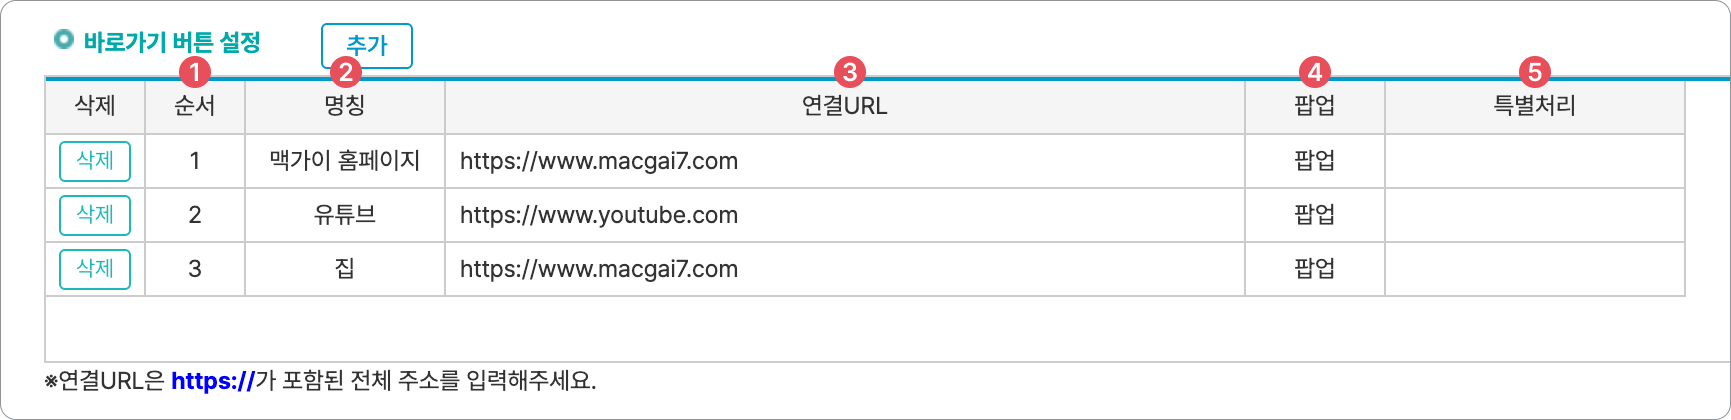 바로가기 버튼 설정 추가
1 2 3 4 5
삭제 순서 명칭 연결URL 팝업 특별처리
삭제 1 맥가이 홈페이지 https://www.macgai7.com 팝업
삭제 2 유튜브 https://www.youtube.com 팝업
삭제 3 집 https://www.macgai7.com 팝업
※연결URL은 https://가 포함된 전체 주소를 입력해주세요.